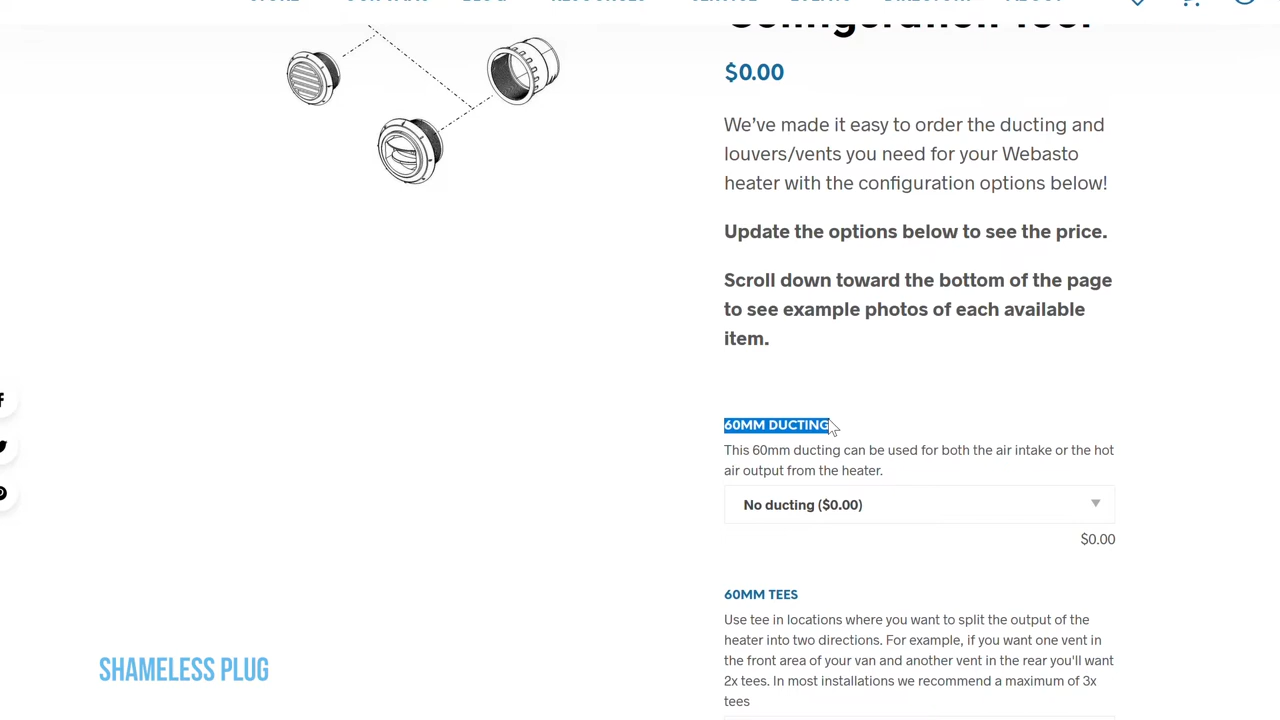 $0.00
We've made it easy to order the ducting and
louvers/vents you need for your Webasto
heater with the configuration options below!
Update the options below to see the price.
Scroll down toward the bottom of the page
to see example photos of each available
item.
60MM DUCTING
This 60mm ducting can be used for both the air intake or the hot
air output from the heater.
No ducting ($0.00)
$0.00
60MM TEES
Use tee in locations where you want to split the output of the
heater into two directions. For example, if you want one vent in
the front area of your van and another vent in the rear you'll want
2x tees. In most installations we recommend a maximum of 3x
tees
SHAMELESS PLUG